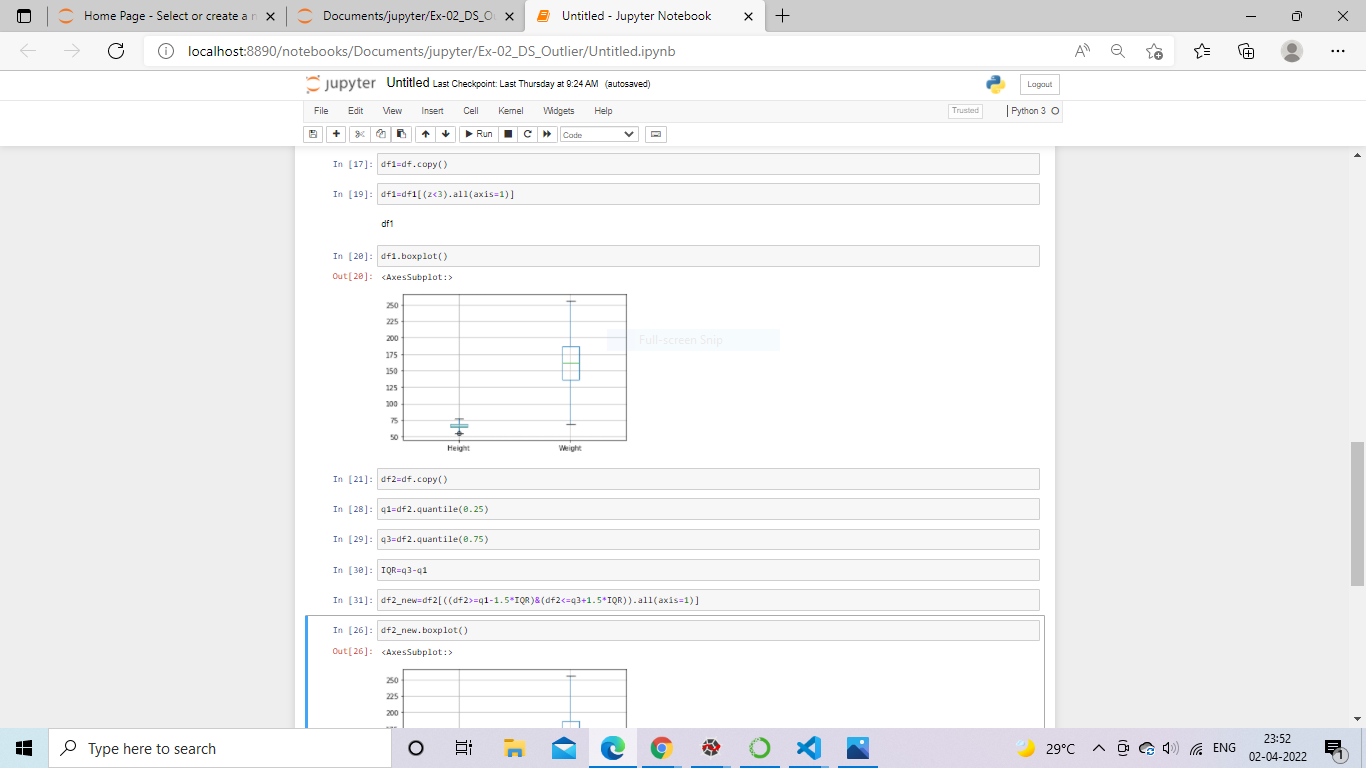 Home Page - Select or create a n
Documents/jupyter/Ex-02_DS_Ou
Untitled - Jupyter Notebook
localhost:8890/notebooks/Documents/jupyter/Ex-02_DS_Outlier/Untitled.ipynb
jupyter Untitled Last Checkpoint: Last Thursday at 9:24 AM (autosaved)
Logout
File Edit View Insert Cell Kernel Widgets Help
Trusted
Python 3
Run
Code
In [17]: df1=df.copy()
In [19]: df1=df1[(z<3).all(axis=1)]
df1
In [20]: df1.boxplot()
Out[20]: <AxesSubplot:>
250
225
200
Full-screen Snip
175
150
125
100
75
50
Height Weight
In [21]: df2=df.copy()
In [28]: q1=df2.quantile(0.25)
In [29]: q3=df2.quantile(0.75)
In [30]: IQR=q3-q1
In [31]: df2_new=df2[((df2>=q1-1.5*IQR)&(df2<=q3+1.5*IQR)).all(axis=1)]
In [26]: df2_new.boxplot()
Out[26]: <AxesSubplot:>
250
225
200
Type here to search
29°C
ENG
23:52
02-04-2022
1